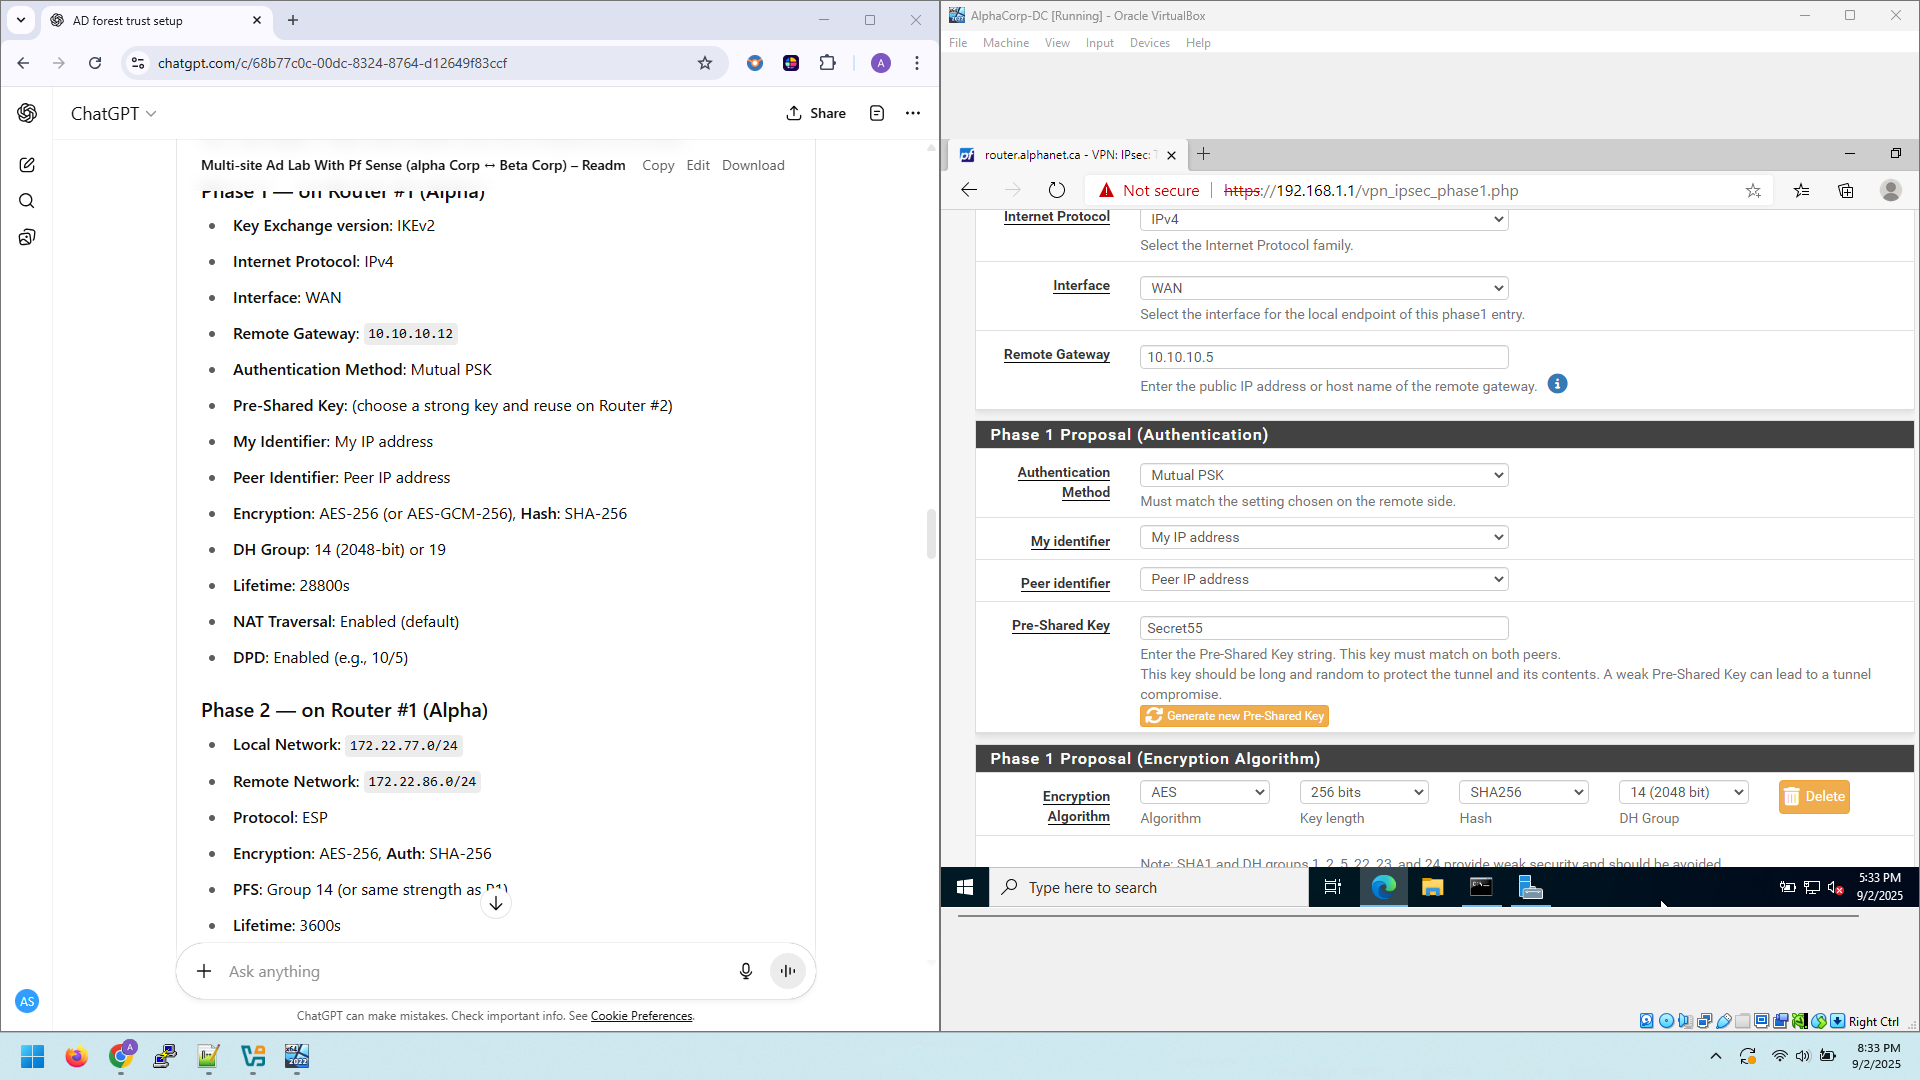 AD forest trust setup
chatgpt.com/c/68b77c0c-00dc-8324-8764-d12649f83ccf
A
ChatGPT
Share
Multi-site Ad Lab With Pf Sense (alpha Corp ↔ Beta Corp) – Readm
Copy Edit Download
Phase 1 — on Router #1 (Alpha)
• Key Exchange version: IKEv2
• Internet Protocol: IPv4
• Interface: WAN
• Remote Gateway: 10.10.10.12
• Authentication Method: Mutual PSK
• Pre-Shared Key: (choose a strong key and reuse on Router #2)
• My Identifier: My IP address
• Peer Identifier: Peer IP address
• Encryption: AES-256 (or AES-GCM-256), Hash: SHA-256
• DH Group: 14 (2048-bit) or 19
• Lifetime: 28800s
• NAT Traversal: Enabled (default)
• DPD: Enabled (e.g., 10/5)
Phase 2 — on Router #1 (Alpha)
• Local Network: 172.22.77.0/24
• Remote Network: 172.22.86.0/24
• Protocol: ESP
• Encryption: AES-256, Auth: SHA-256
• PFS: Group 14 (or same strength as P1)
• Lifetime: 3600s
Ask anything
AS
ChatGPT can make mistakes. Check important info. See Cookie Preferences.
AlphaCorp-DC [Running] - Oracle VirtualBox
File Machine View Input Devices Help
pf router.alphanet.ca - VPN: IPsec: T
Not secure https://192.168.1.1/vpn_ipsec_phase1.php
Internet Protocol IPv4
Select the Internet Protocol family.
Interface WAN
Select the interface for the local endpoint of this phase1 entry.
Remote Gateway 10.10.10.5
Enter the public IP address or host name of the remote gateway.
Phase 1 Proposal (Authentication)
Authentication Method Mutual PSK
Must match the setting chosen on the remote side.
My identifier My IP address
Peer identifier Peer IP address
Pre-Shared Key Secret55
Enter the Pre-Shared Key string. This key must match on both peers.
This key should be long and random to protect the tunnel and its contents. A weak Pre-Shared Key can lead to a tunnel
compromise.
Generate new Pre-Shared Key
Phase 1 Proposal (Encryption Algorithm)
Encryption Algorithm AES 256 bits SHA256 14 (2048 bit) Delete
Algorithm Key length Hash DH Group
Note: SHA1 and DH groups 1, 2, 5, 22, 23, and 24 provide weak security and should be avoided.
Type here to search
5:33 PM
9/2/2025
Right Ctrl
8:33 PM
9/2/2025